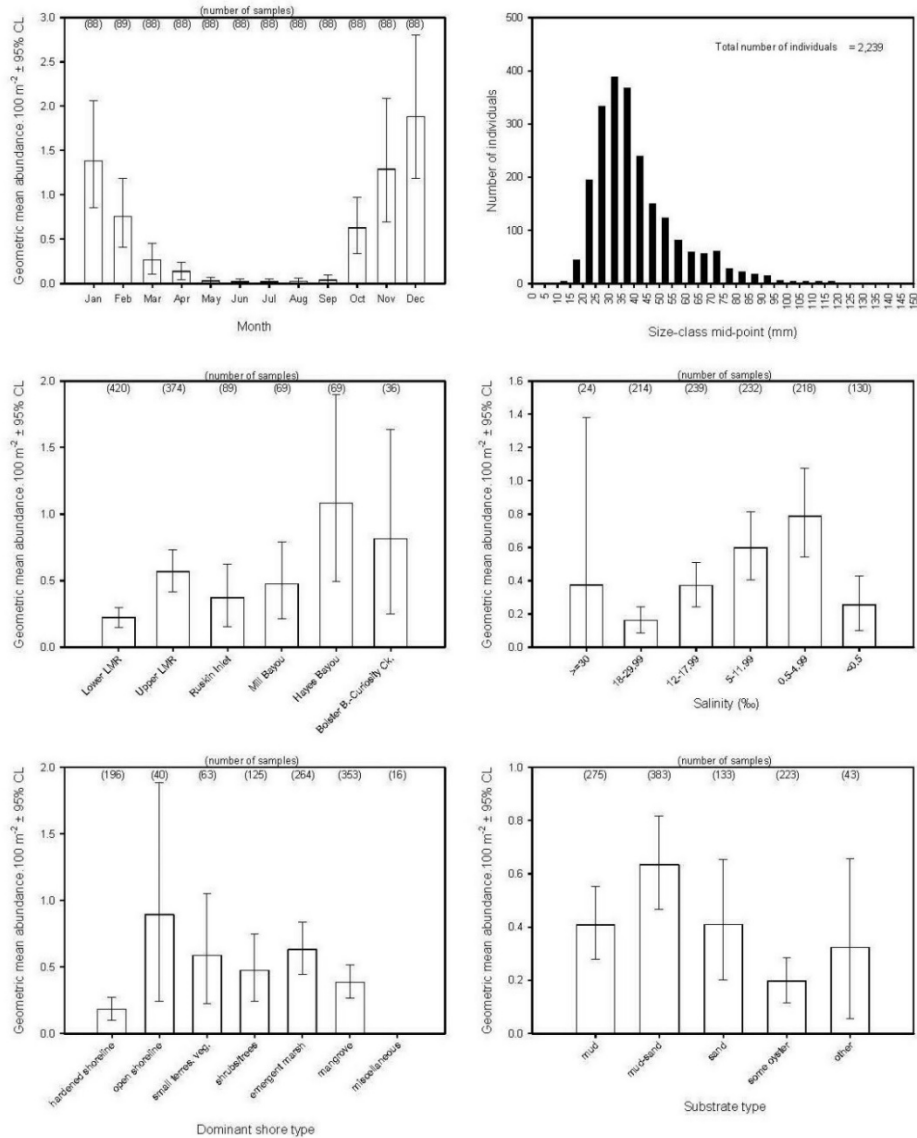 (number of samples)
(88) (89) (88) (88) (88) (88) (88) (88) (88) (88) (88) (88)
3.0
2.5
2.0
1.5
1.0
0.5
0.0
Geometric mean abundance.100 m⁻² ± 95% CL
Jan Feb Mar Apr May Jun Jul Aug Sep Oct Nov Dec
Month
500
400
300
200
100
0
Number of individuals
Total number of individuals = 2,239
0 5 10 15 20 25 30 35 40 45 50 55 60 65 70 75 80 85 90 95 100 105 110 115 120 125 130 135 140 145 150
Size-class mid-point (mm)
(number of samples)
(420) (374) (89) (69) (69) (36)
2.0
1.5
1.0
0.5
0.0
Geometric mean abundance.100 m⁻² ± 95% CL
Lower LMR Upper LMR Ruskin Inlet Mill Bayou Hayes Bayou Bolster B.-Curiosity Ck.
(number of samples)
(24) (214) (239) (232) (218) (130)
1.6
1.4
1.2
1.0
0.8
0.6
0.4
0.2
0.0
Geometric mean abundance.100 m⁻² ± 95% CL
>=30 18-29.99 12-17.99 5-11.99 0.5-4.99 <0.5
Salinity (‰)
(number of samples)
(196) (40) (63) (125) (264) (353) (16)
2.0
1.5
1.0
0.5
0.0
Geometric mean abundance.100 m⁻² ± 95% CL
hardened shoreline open shoreline small terres. veg. shrubs/trees emergent marsh mangrove miscellaneous
Dominant shore type
(number of samples)
(275) (383) (133) (223) (43)
1.0
0.8
0.6
0.4
0.2
0.0
Geometric mean abundance.100 m⁻² ± 95% CL
mud mud-sand sand some oyster other
Substrate type